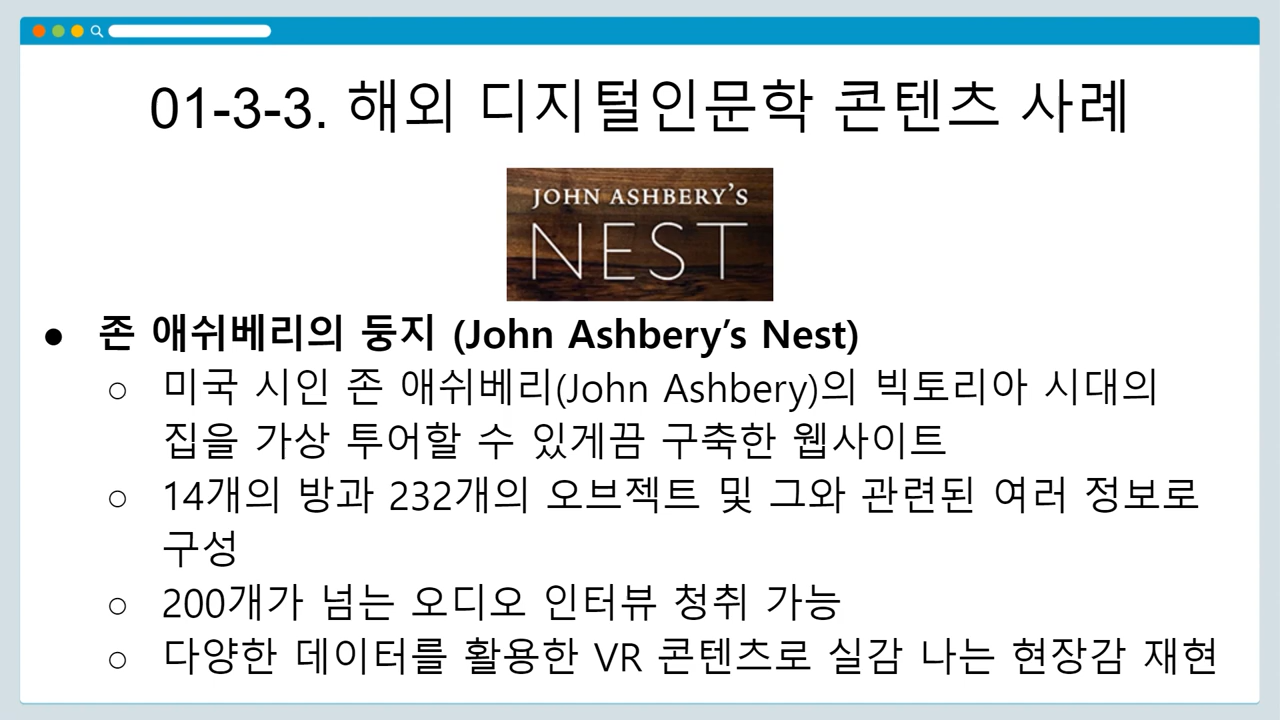 01-3-3. 해외 디지털인문학 콘텐츠 사례
JOHN ASHBERY'S
NEST
● 존 애쉬베리의 둥지 (John Ashbery’s Nest)
○ 미국 시인 존 애쉬베리(John Ashbery)의 빅토리아 시대의
집을 가상 투어할 수 있게끔 구축한 웹사이트
○ 14개의 방과 232개의 오브젝트 및 그와 관련된 여러 정보로
구성
○ 200개가 넘는 오디오 인터뷰 청취 가능
○ 다양한 데이터를 활용한 VR 콘텐츠로 실감 나는 현장감 재현